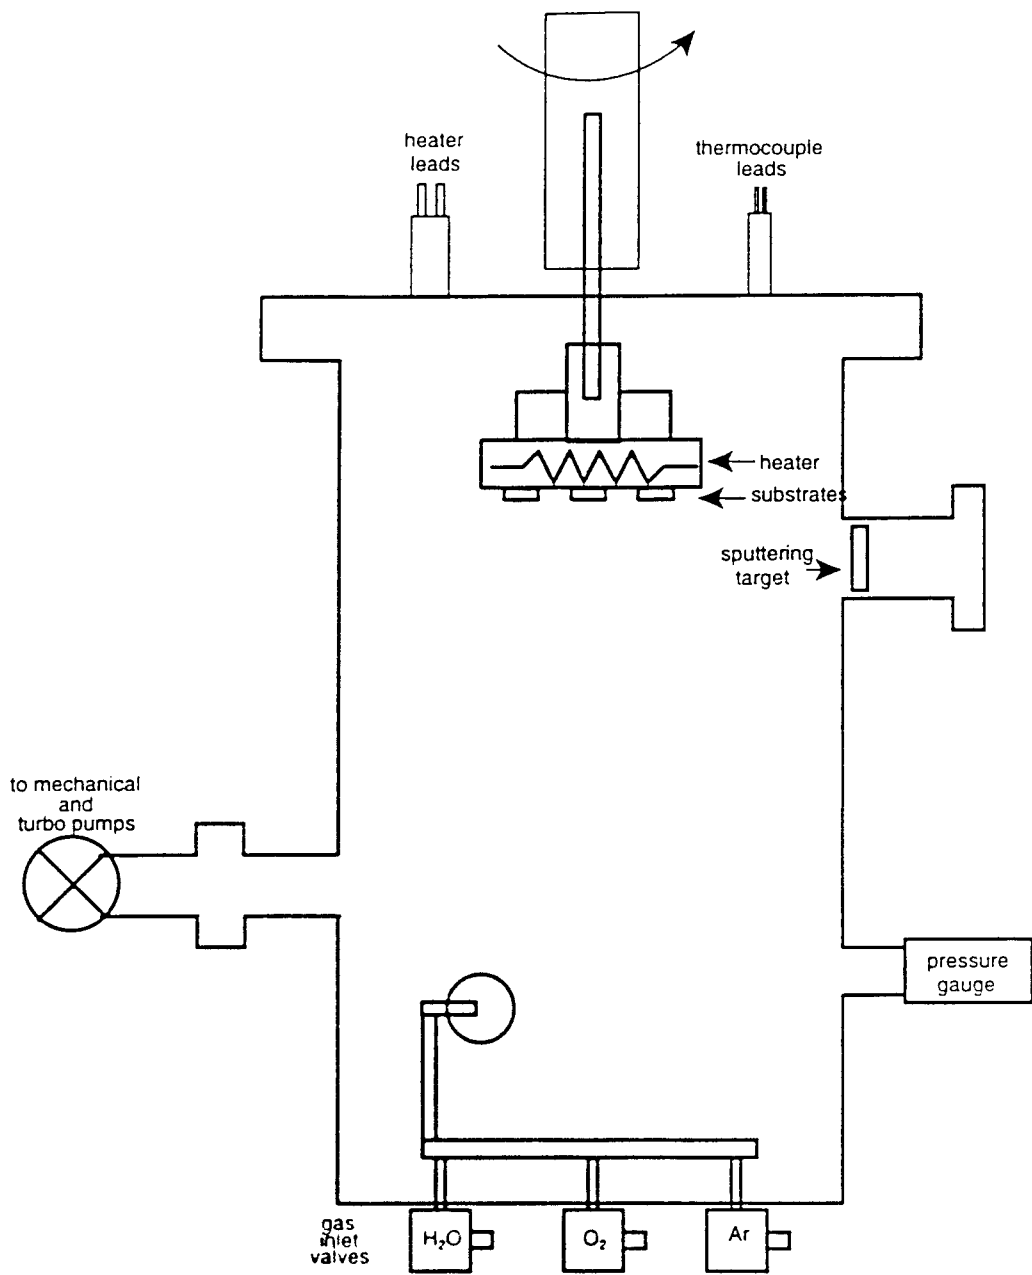 heater
leads
thermocouple
leads
heater
substrates
sputtering
target
to mechanical
and
turbo pumps
pressure
gauge
gas
inlet
valves
H₂O
O₂
Ar